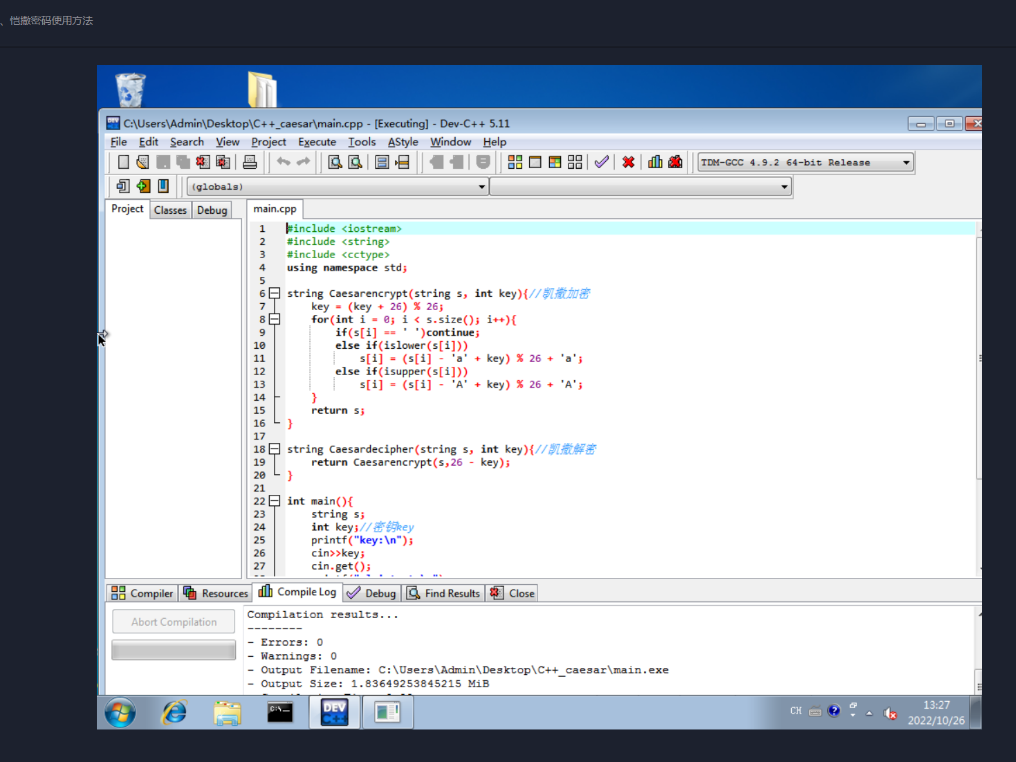 、恺撒密码使用方法
C:\Users\Admin\Desktop\C++_caesar\main.cpp - [Executing] - Dev-C++ 5.11
File Edit Search View Project Execute Tools AStyle Window Help
TDM-GCC 4.9.2 64-bit Release
(globals)
Project Classes Debug main.cpp
1 #include <iostream>
2 #include <string>
3 #include <cctype>
4 using namespace std;
5
6 string Caesarencrypt(string s, int key){//凯撒加密
7 key = (key + 26) % 26;
8 for(int i = 0; i < s.size(); i++){
9 if(s[i] == ' ')continue;
10 else if(islower(s[i]))
11 s[i] = (s[i] - 'a' + key) % 26 + 'a';
12 else if(isupper(s[i]))
13 s[i] = (s[i] - 'A' + key) % 26 + 'A';
14 }
15 return s;
16 }
17
18 string Caesardecipher(string s, int key){//凯撒解密
19 return Caesarencrypt(s,26 - key);
20 }
21
22 int main(){
23 string s;
24 int key;//密钥key
25 printf("key:\n");
26 cin>>key;
27 cin.get();
Compiler Resources Compile Log Debug Find Results Close
Abort Compilation
Compilation results...
--------
- Errors: 0
- Warnings: 0
- Output Filename: C:\Users\Admin\Desktop\C++_caesar\main.exe
- Output Size: 1.83649253845215 MiB
DEV
C++
CH
13:27
2022/10/26